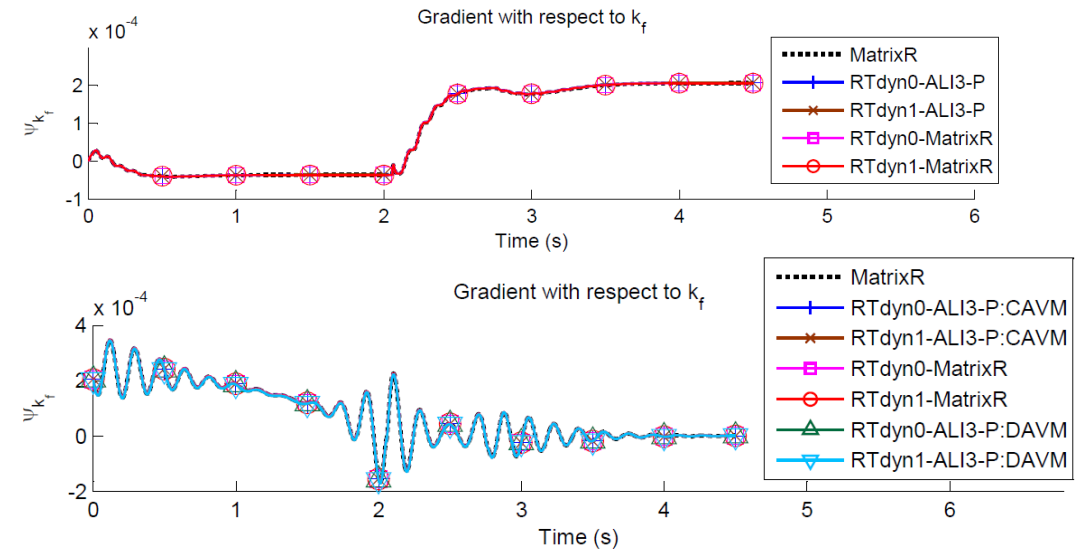 Gradient with respect to k_f
x 10^-4
2
1
0
-1
ψ_k_f
0 1 2 3 4 5 6
Time (s)
MatrixR
RTdyn0-ALI3-P
RTdyn1-ALI3-P
RTdyn0-MatrixR
RTdyn1-MatrixR
Gradient with respect to k_f
x 10^-4
4
2
0
-2
ψ_k_f
0 1 2 3 4 5 6
Time (s)
MatrixR
RTdyn0-ALI3-P:CAVM
RTdyn1-ALI3-P:CAVM
RTdyn0-MatrixR
RTdyn1-MatrixR
RTdyn0-ALI3-P:DAVM
RTdyn1-ALI3-P:DAVM